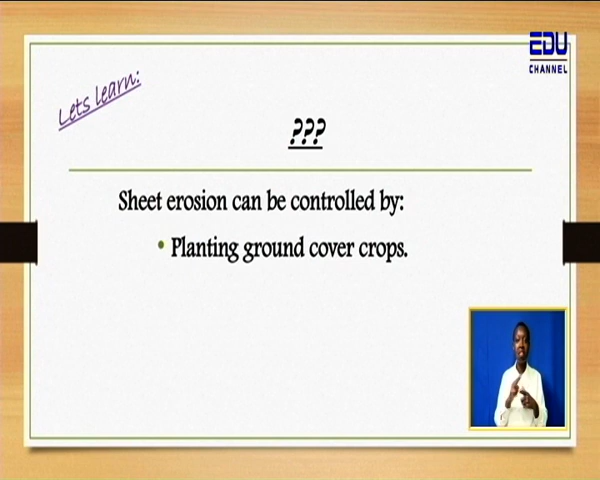 EDU
CHANNEL
Lets learn:
???
Sheet erosion can be controlled by:
• Planting ground cover crops.